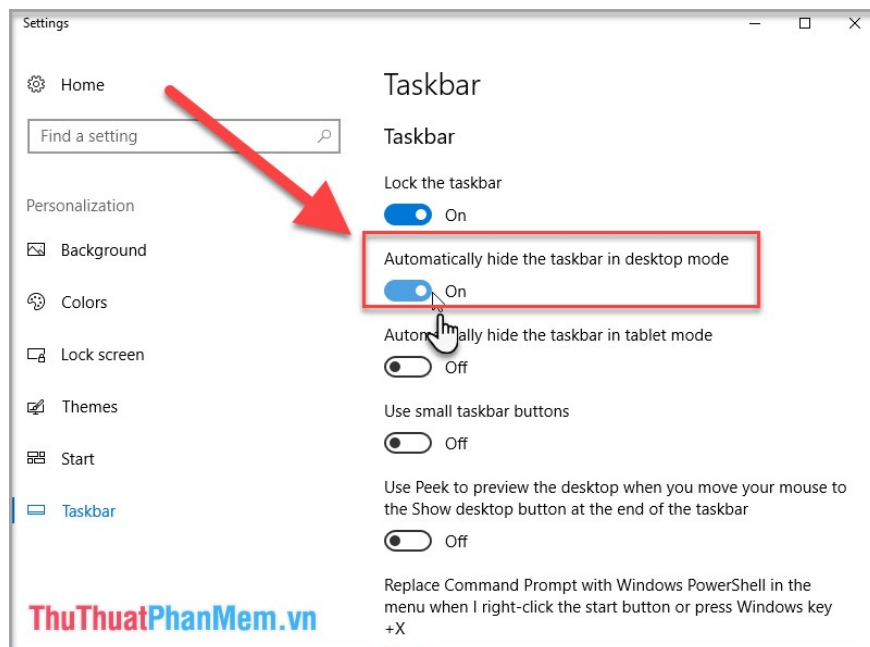 Settings
Home
Find a setting
Personalization
Background
Colors
Lock screen
Themes
Start
Taskbar
Taskbar
Taskbar
Lock the taskbar
On
Automatically hide the taskbar in desktop mode
On
Automatically hide the taskbar in tablet mode
Off
Use small taskbar buttons
Off
Use Peek to preview the desktop when you move your mouse to
the Show desktop button at the end of the taskbar
Off
Replace Command Prompt with Windows PowerShell in the
menu when I right-click the start button or press Windows key
+X
ThuThuatPhanMem.vn